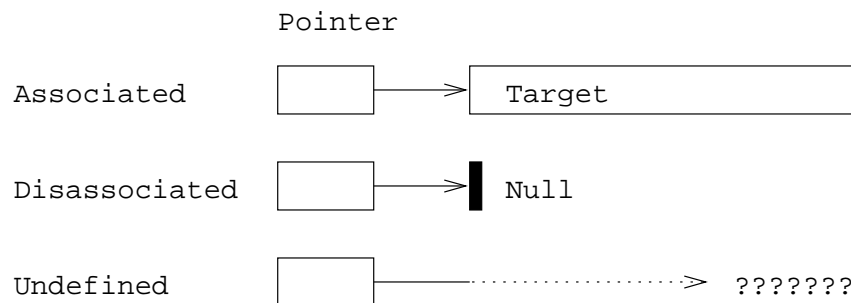 Pointer
Associated Target
Disassociated Null
Undefined ???????